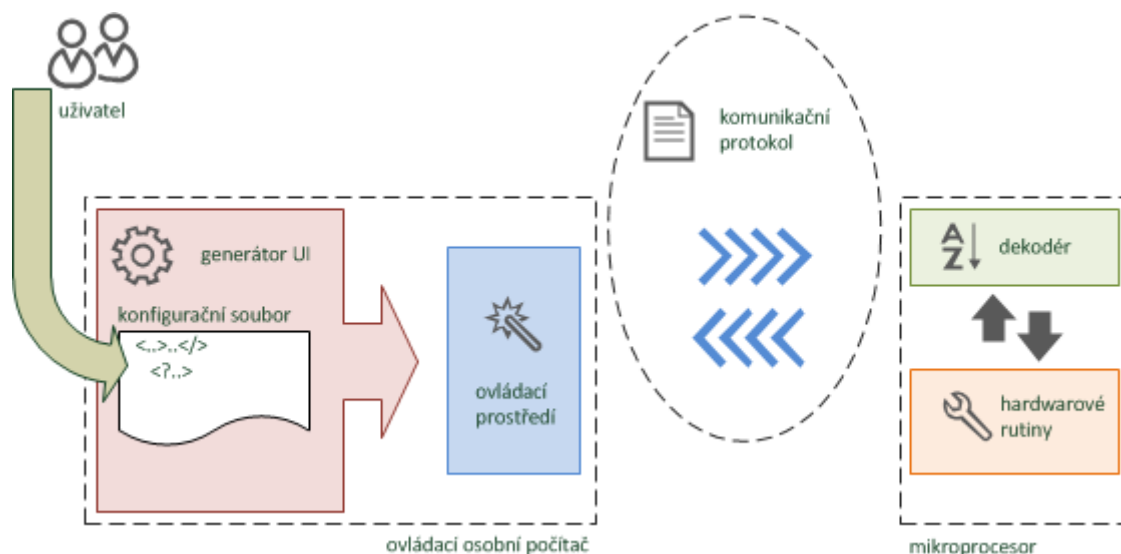 uživatel
komunikační
protokol
generátor UI
dekodér
konfigurační soubor
<..>..</>
<?..>
ovládací
prostředí
hardwarové
rutiny
ovládací osobní počítač
mikroprocesor